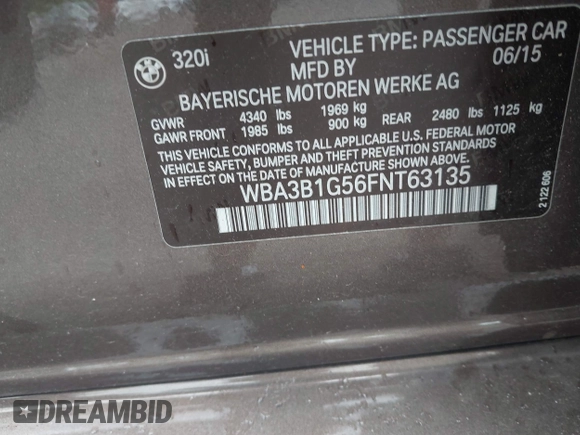 320i VEHICLE TYPE: PASSENGER CAR
MFD BY 06/15
BAYERISCHE MOTOREN WERKE AG
GVWR 4340 lbs 1969 kg
GAWR FRONT 1985 lbs 900 kg REAR 2480 lbs 1125 kg
THIS VEHICLE CONFORMS TO ALL APPLICABLE U.S. FEDERAL MOTOR
VEHICLE SAFETY, BUMPER AND THEFT PREVENTION STANDARDS
IN EFFECT ON THE DATE OF MANUFACTURE SHOWN ABOVE.
WBA3B1G56FNT63135
2 122 606
DREAMBID